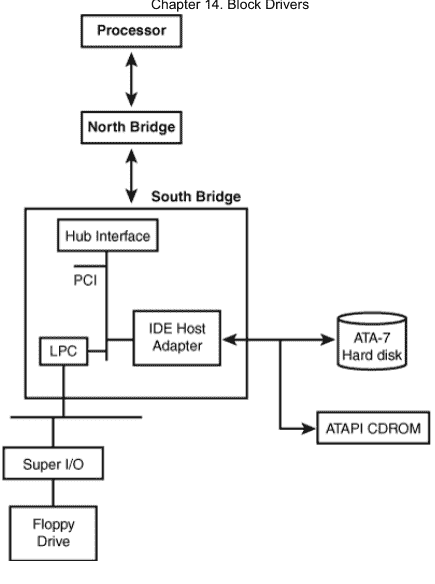 Chapter 14. Block Drivers
Processor
North Bridge
South Bridge
Hub Interface
PCI
IDE Host
Adapter
LPC
ATA-7
Hard disk
ATAPI CDROM
Super I/O
Floppy
Drive